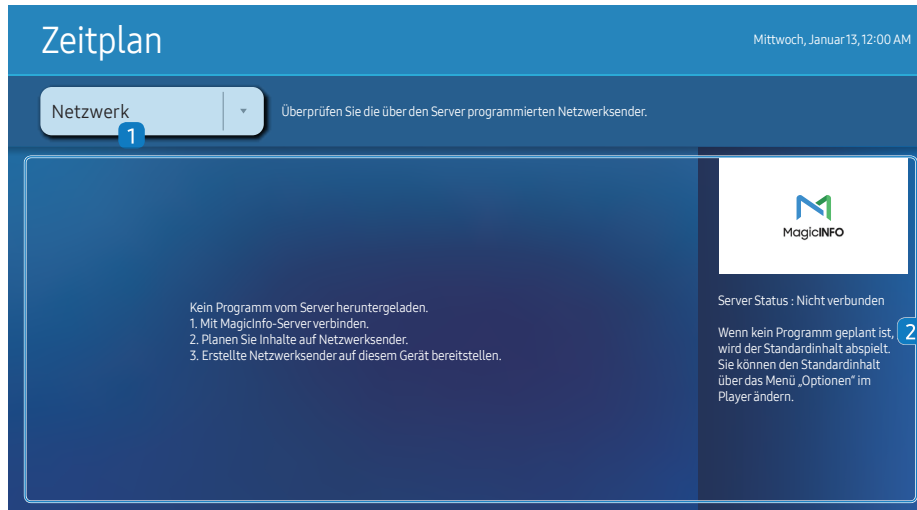 Zeitplan
Mittwoch, Januar 13, 12:00 AM
Netzwerk
1
Überprüfen Sie die über den Server programmierten Netzwerksender.
MagicINFO
Kein Programm vom Server heruntergeladen.
1. Mit MagicInfo-Server verbinden.
2. Planen Sie Inhalte auf Netzwerksender.
3. Erstellte Netzwerksender auf diesem Gerät bereitstellen.
Server Status : Nicht verbunden
Wenn kein Programm geplant ist,
wird der Standardinhalt abspielt.
Sie können den Standardinhalt
über das Menü „Optionen“ im
Player ändern.
2